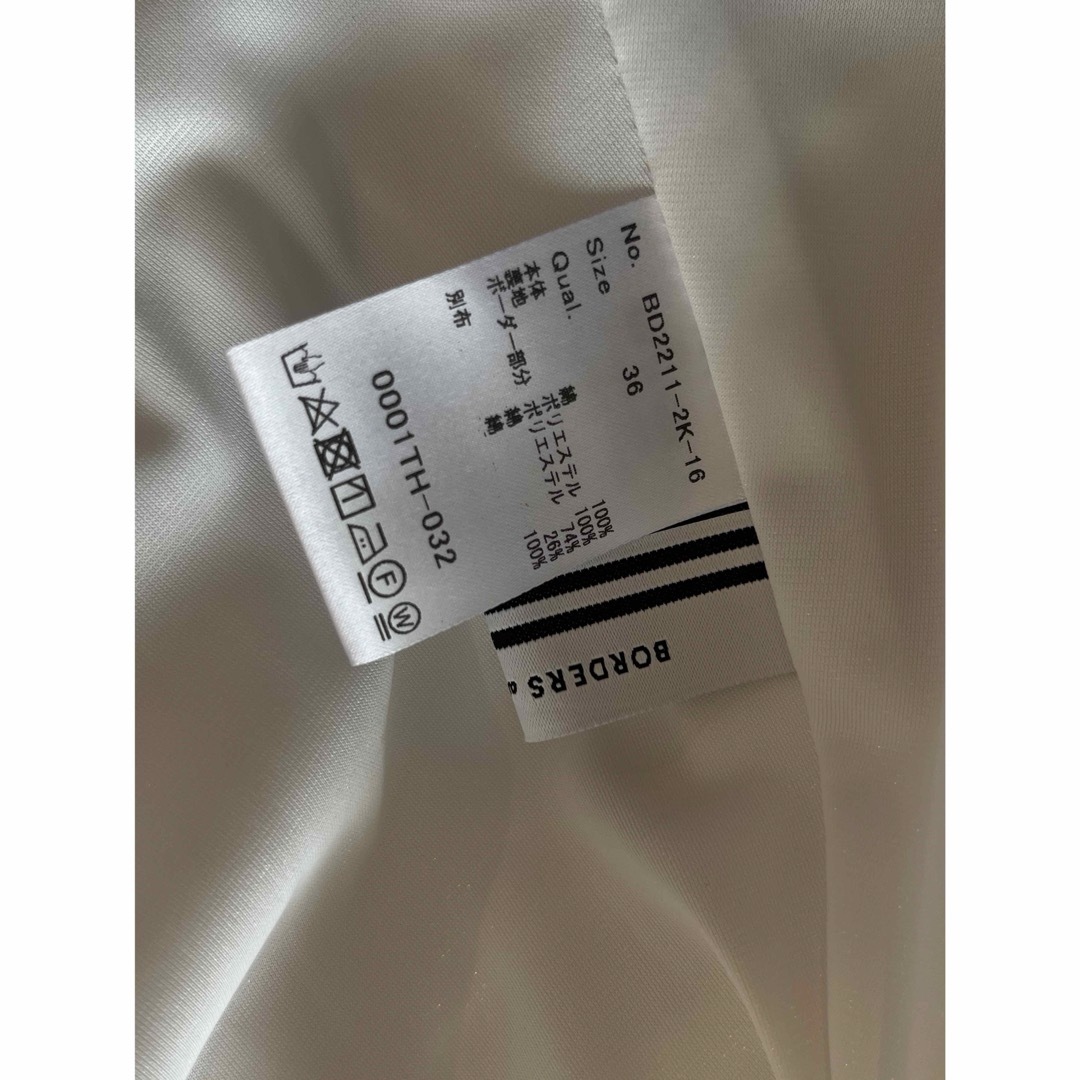 No. BD2211-2K-16
Size 36
Qual.
本体 綿 100%
裏地 ポリエステル 100%
ボーダー部分 ポリエステル 74%
綿 26%
別布 綿 100%
0001TH-032
F
W
BORDERS &